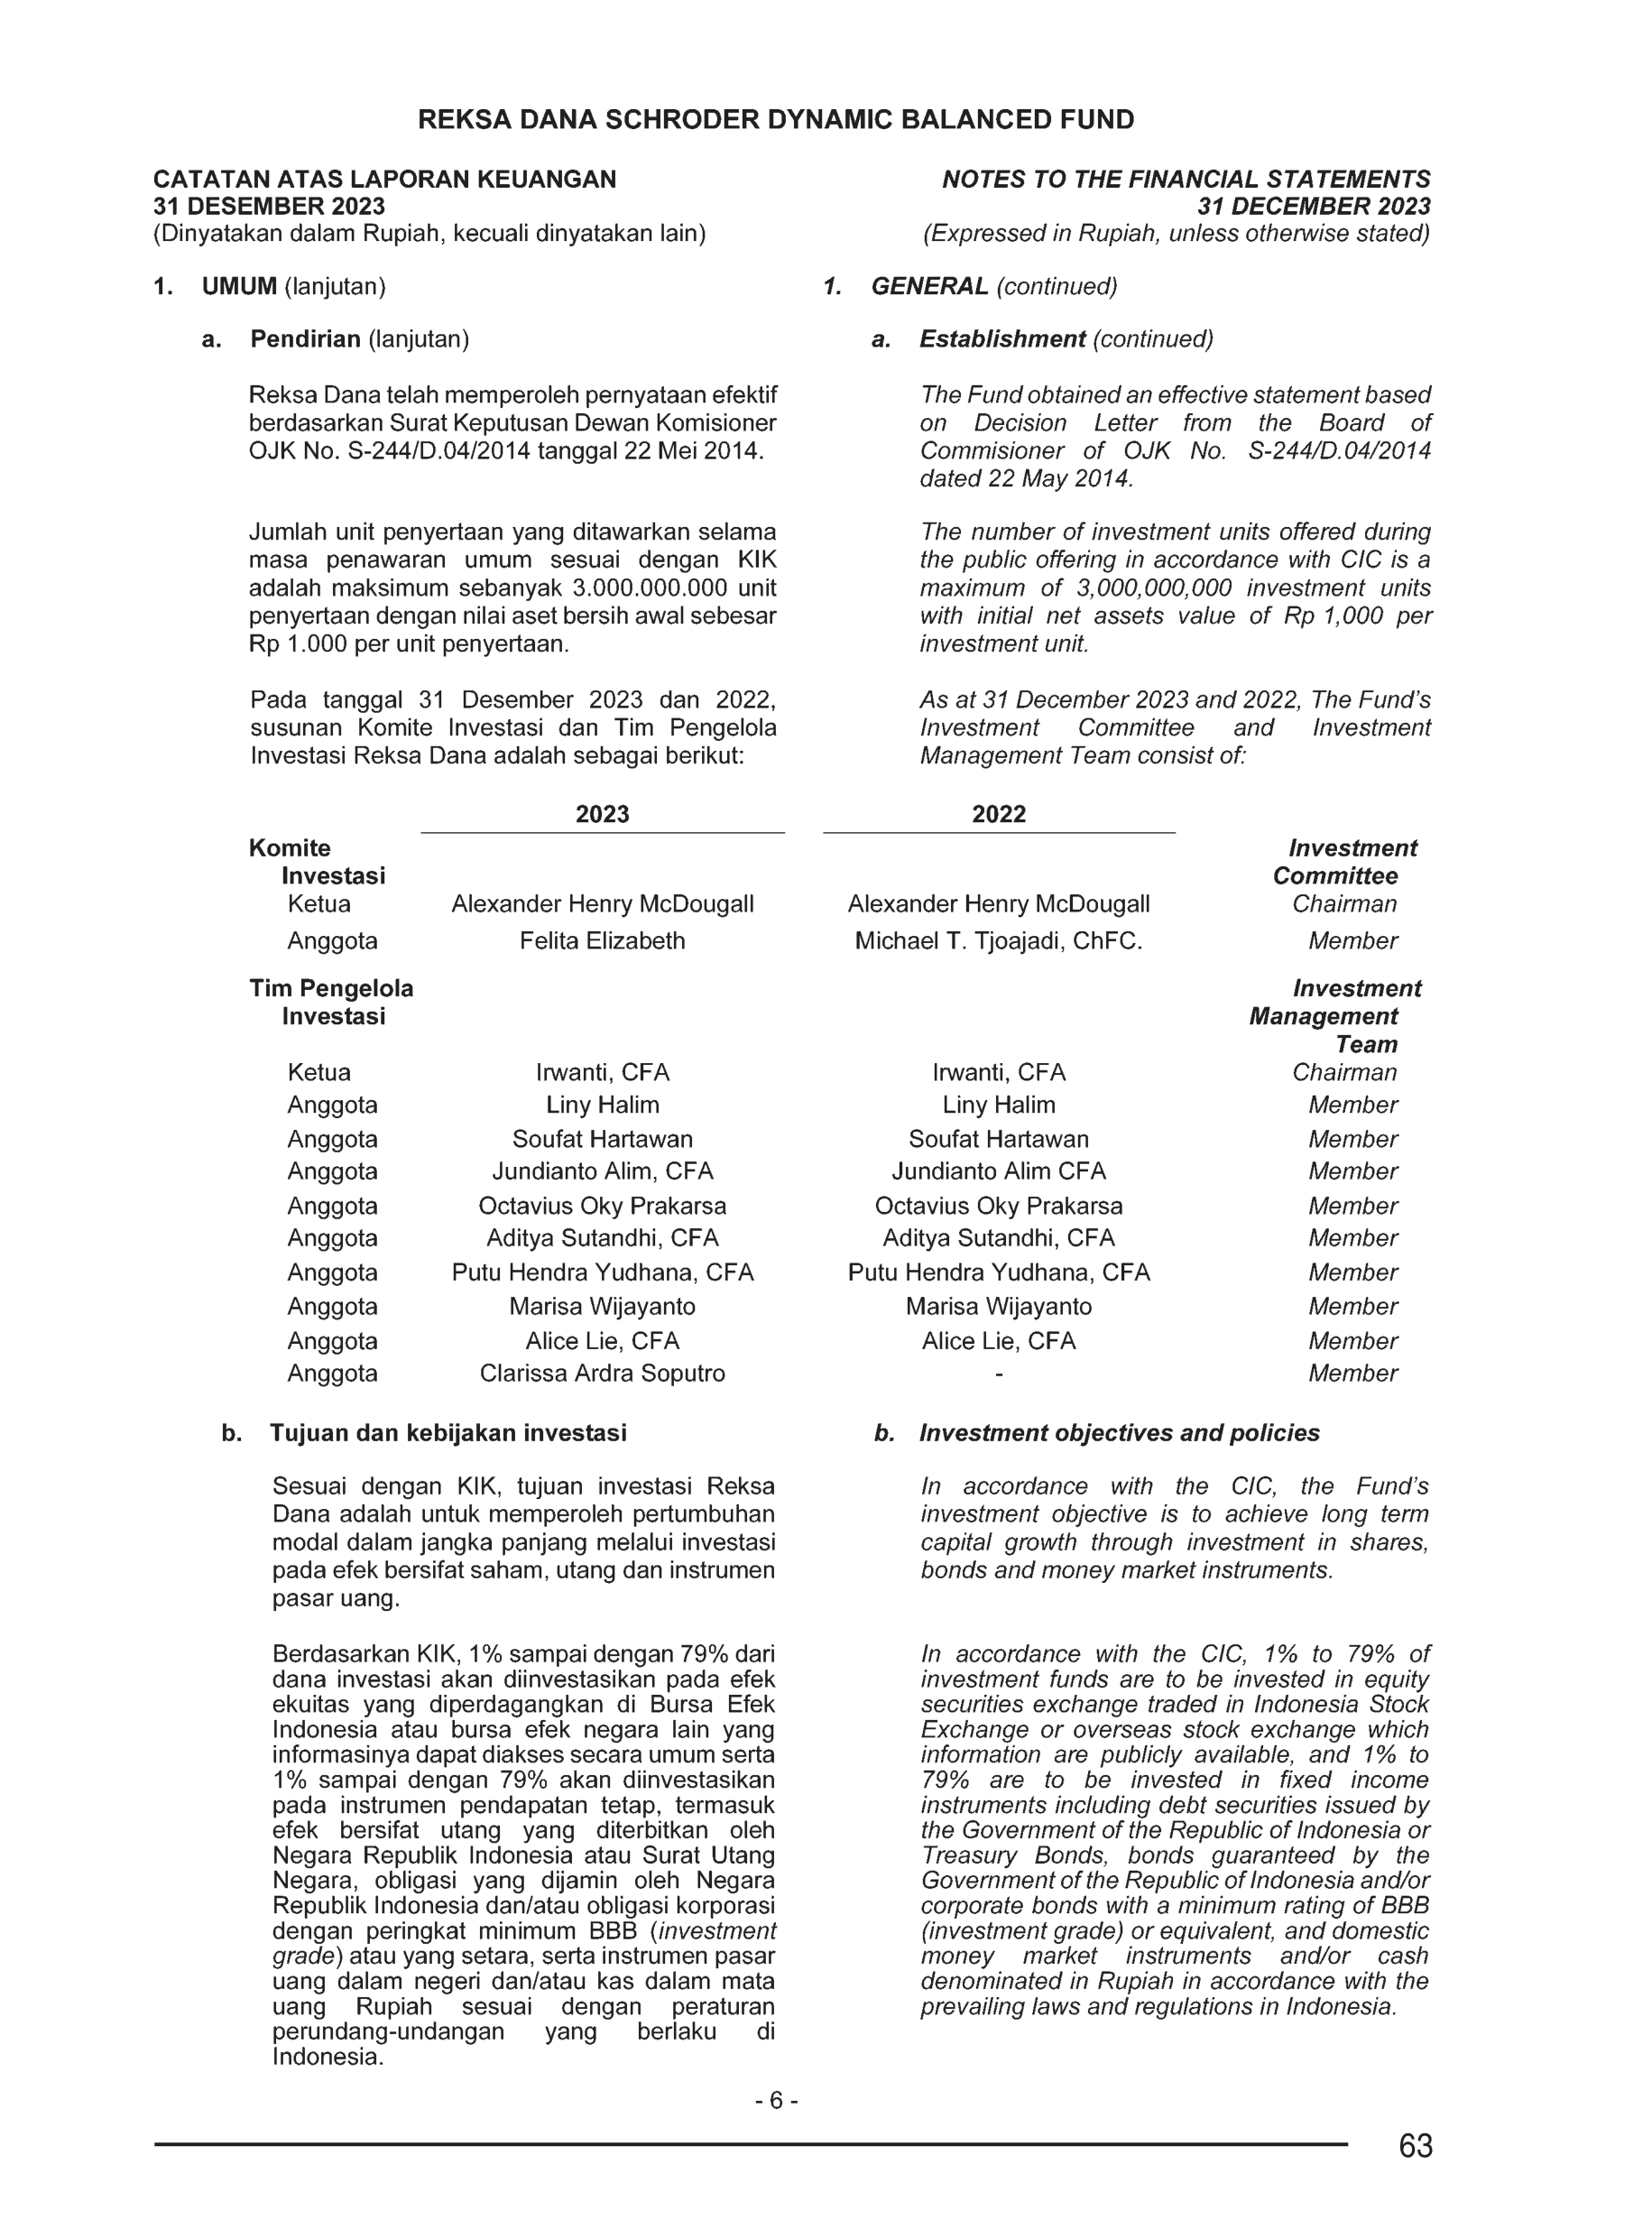 REKSA DANA SCHRODER DYNAMIC BALANCED FUND
CATATAN ATAS LAPORAN KEUANGAN
31 DESEMBER 2023
(Dinyatakan dalam Rupiah, kecuali dinyatakan lain)
NOTES TO THE FINANCIAL STATEMENTS
31 DECEMBER 2023
(Expressed in Rupiah, unless otherwise stated)
1. UMUM (lanjutan)
a. Pendirian (lanjutan)
Reksa Dana telah memperoleh pernyataan efektif
berdasarkan Surat Keputusan Dewan Komisioner
OJK No. S-244/D.04/2014 tanggal 22 Mei 2014.
Jumlah unit penyertaan yang ditawarkan selama
masa penawaran umum sesuai dengan KIK
adalah maksimum sebanyak 3.000.000.000 unit
penyertaan dengan nilai aset bersih awal sebesar
Rp 1.000 per unit penyertaan.
Pada tanggal 31 Desember 2023 dan 2022,
susunan Komite Investasi dan Tim Pengelola
Investasi Reksa Dana adalah sebagai berikut:
1. GENERAL (continued)
a. Establishment (continued)
The Fund obtained an effective statement based
on Decision Letter from the Board of
Commisioner of OJK No. S-244/D.04/2014
dated 22 May 2014.
The number of investment units offered during
the public offering in accordance with CIC is a
maximum of 3,000,000,000 investment units
with initial net assets value of Rp 1,000 per
investment unit.
As at 31 December 2023 and 2022, The Fund's
Investment Committee and Investment
Management Team consist of:
2023 2022
Komite Investment
Investasi Committee
Ketua Alexander Henry McDougall Alexander Henry McDougall Chairman
Anggota Felita Elizabeth Michael T. Tjoajadi, ChFC. Member
Tim Pengelola Investment
Investasi Management
Team
Ketua Irwanti, CFA Irwanti, CFA Chairman
Anggota Liny Halim Liny Halim Member
Anggota Soufat Hartawan Soufat Hartawan Member
Anggota Jundianto Alim, CFA Jundianto Alim CFA Member
Anggota Octavius Oky Prakarsa Octavius Oky Prakarsa Member
Anggota Aditya Sutandhi, CFA Aditya Sutandhi, CFA Member
Anggota Putu Hendra Yudhana, CFA Putu Hendra Yudhana, CFA Member
Anggota Marisa Wijayanto Marisa Wijayanto Member
Anggota Alice Lie, CFA Alice Lie, CFA Member
Anggota Clarissa Ardra Soputro - Member
b. Tujuan dan kebijakan investasi
Sesuai dengan KIK, tujuan investasi Reksa
Dana adalah untuk memperoleh pertumbuhan
modal dalam jangka panjang melalui investasi
pada efek bersifat saham, utang dan instrumen
pasar uang.
Berdasarkan KIK, 1% sampai dengan 79% dari
dana investasi akan diinvestasikan pada efek
ekuitas yang diperdagangkan di Bursa Efek
Indonesia atau bursa efek negara lain yang
informasinya dapat diakses secara umum serta
1% sampai dengan 79% akan diinvestasikan
pada instrumen pendapatan tetap, termasuk
efek bersifat utang yang diterbitkan oleh
Negara Republik Indonesia atau Surat Utang
Negara, obligasi yang dijamin oleh Negara
Republik Indonesia dan/atau obligasi korporasi
dengan peringkat minimum BBB (investment
grade) atau yang setara, serta instrumen pasar
uang dalam negeri dan/atau kas dalam mata
uang Rupiah sesuai dengan peraturan
perundang-undangan yang berlaku di
Indonesia.
b. Investment objectives and policies
In accordance with the CIC, the Fund's
investment objective is to achieve long term
capital growth through investment in shares,
bonds and money market instruments.
In accordance with the CIC, 1% to 79% of
investment funds are to be invested in equity
securities exchange traded in Indonesia Stock
Exchange or overseas stock exchange which
information are publicly available, and 1% to
79% are to be invested in fixed income
instruments including debt securities issued by
the Government of the Republic of Indonesia or
Treasury Bonds, bonds guaranteed by the
Government of the Republic of Indonesia and/or
corporate bonds with a minimum rating of BBB
(investment grade) or equivalent, and domestic
money market instruments and/or cash
denominated in Rupiah in accordance with the
prevailing laws and regulations in Indonesia.
- 6 -
63